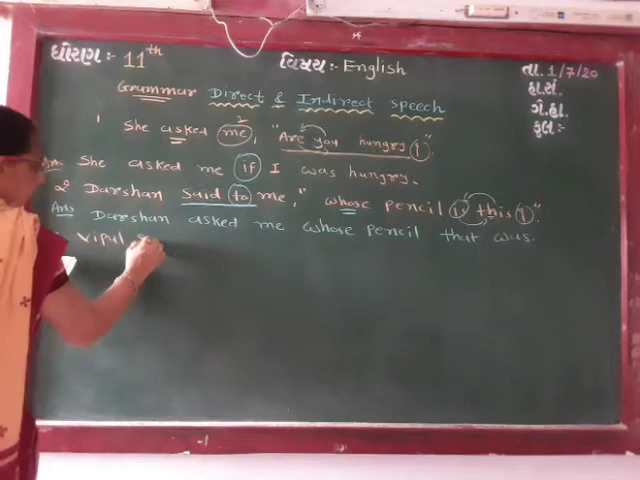 ધોરણ :- 11th
વિષય :- English
તા. 1/7/20
હા.સં.
ગે.હા.
કુલ :-
Grammar Direct & Indirect speech
1 She asked me, "Are you hungry?"
Ans She asked me if I was hungry.
2 Darshan said to me, "whose pencil is this?"
Ans Darshan asked me whose pencil that was.
vipul